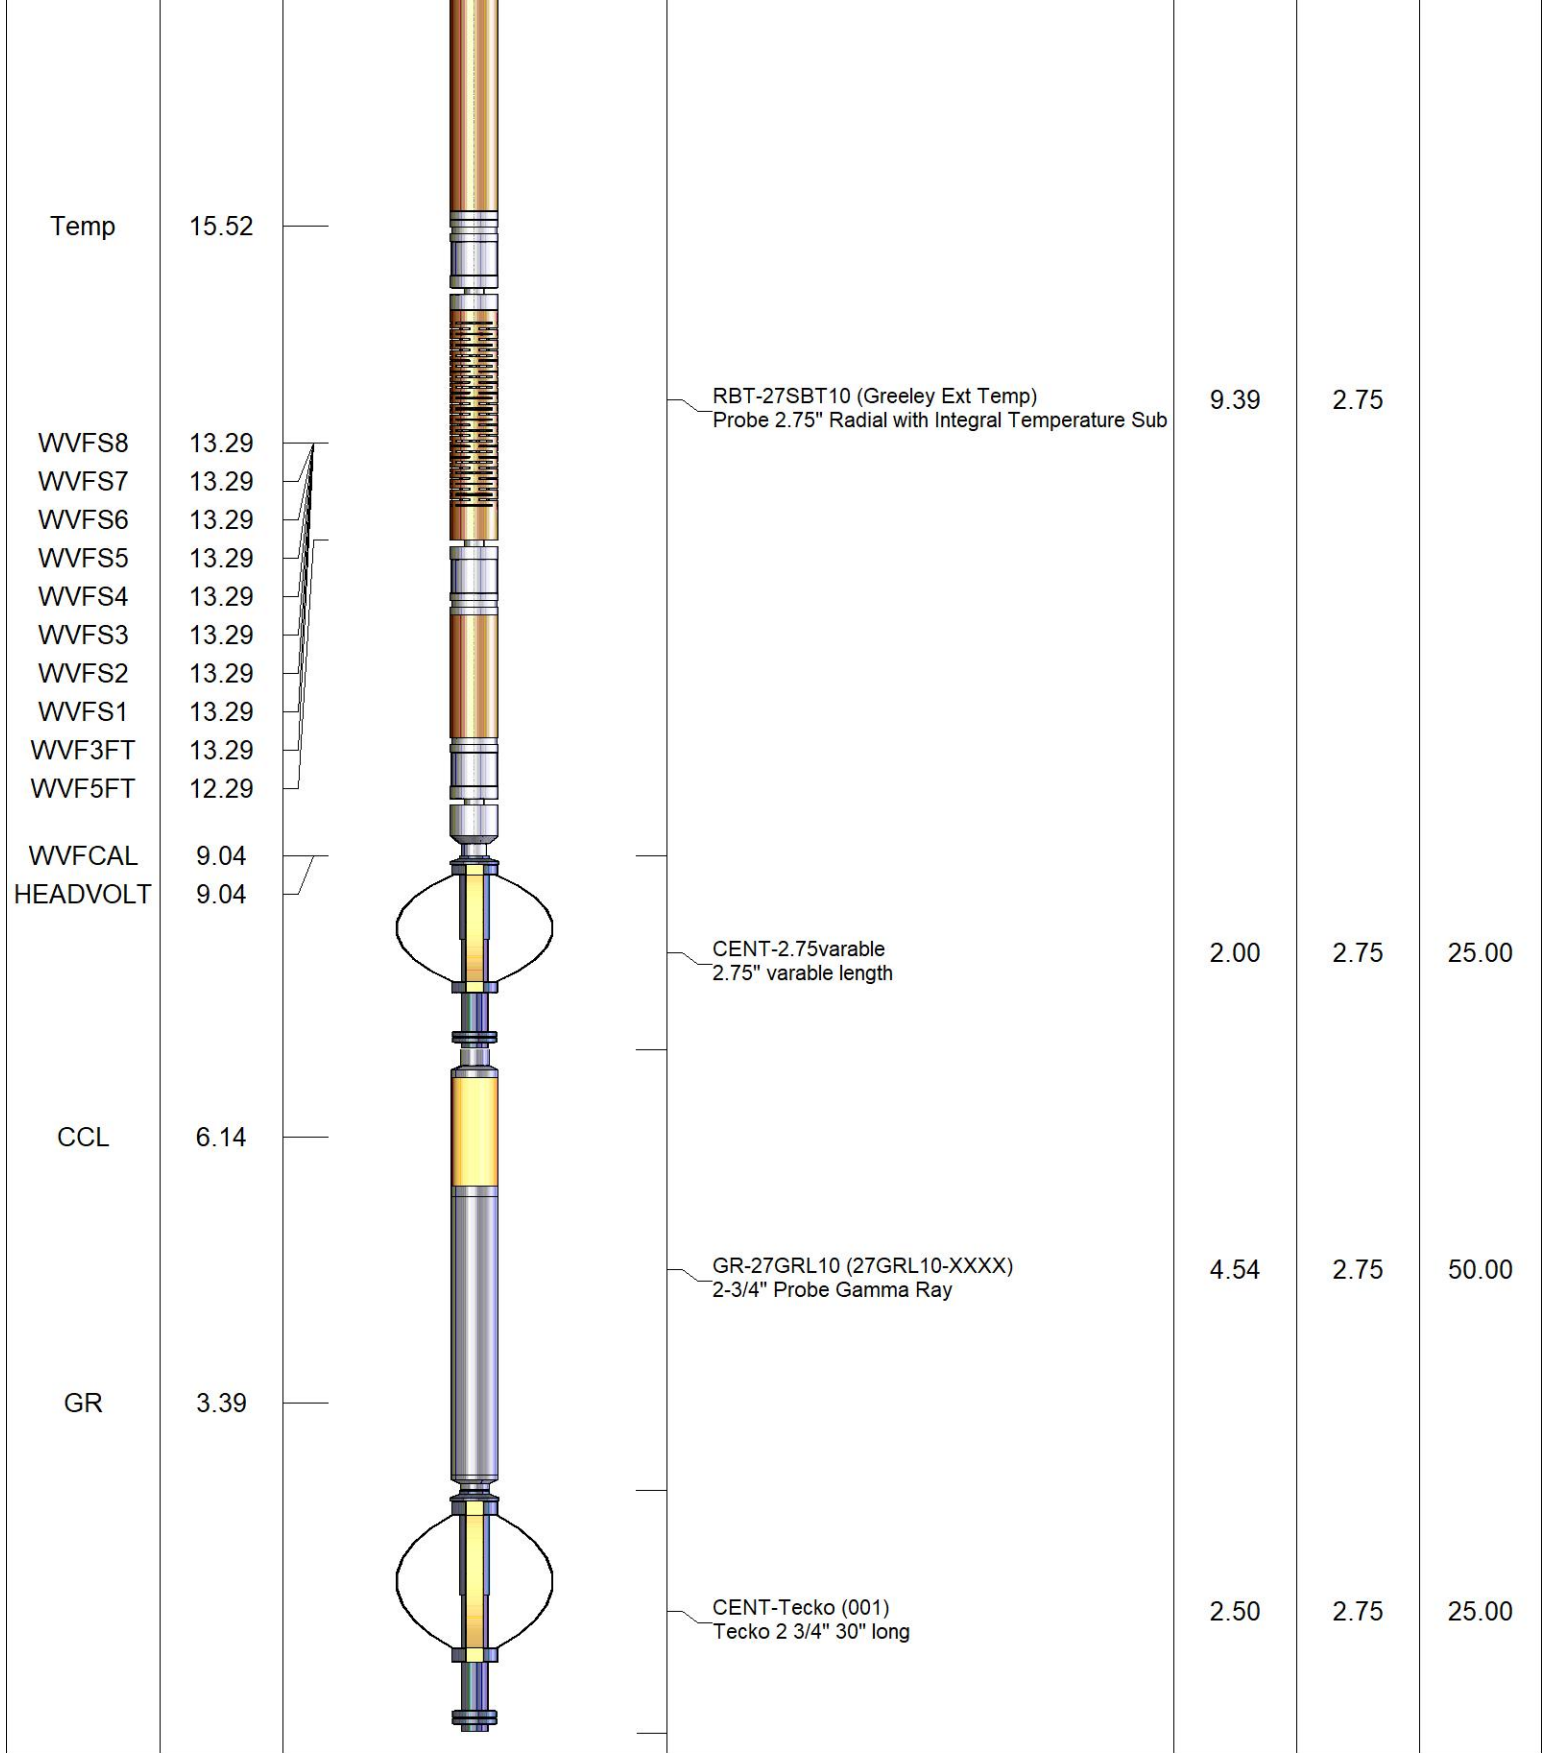 Temp 15.52
RBT-27SBT10 (Greeley Ext Temp) 9.39 2.75
Probe 2.75" Radial with Integral Temperature Sub
WVFS8 13.29
WVFS7 13.29
WVFS6 13.29
WVFS5 13.29
WVFS4 13.29
WVFS3 13.29
WVFS2 13.29
WVFS1 13.29
WVF3FT 13.29
WVF5FT 12.29
WVFCAL 9.04
HEADVOLT 9.04
CENT-2.75varable 2.00 2.75 25.00
2.75" varable length
CCL 6.14
GR-27GRL10 (27GRL10-XXXX) 4.54 2.75 50.00
2-3/4" Probe Gamma Ray
GR 3.39
CENT-Tecko (001) 2.50 2.75 25.00
Tecko 2 3/4" 30" long